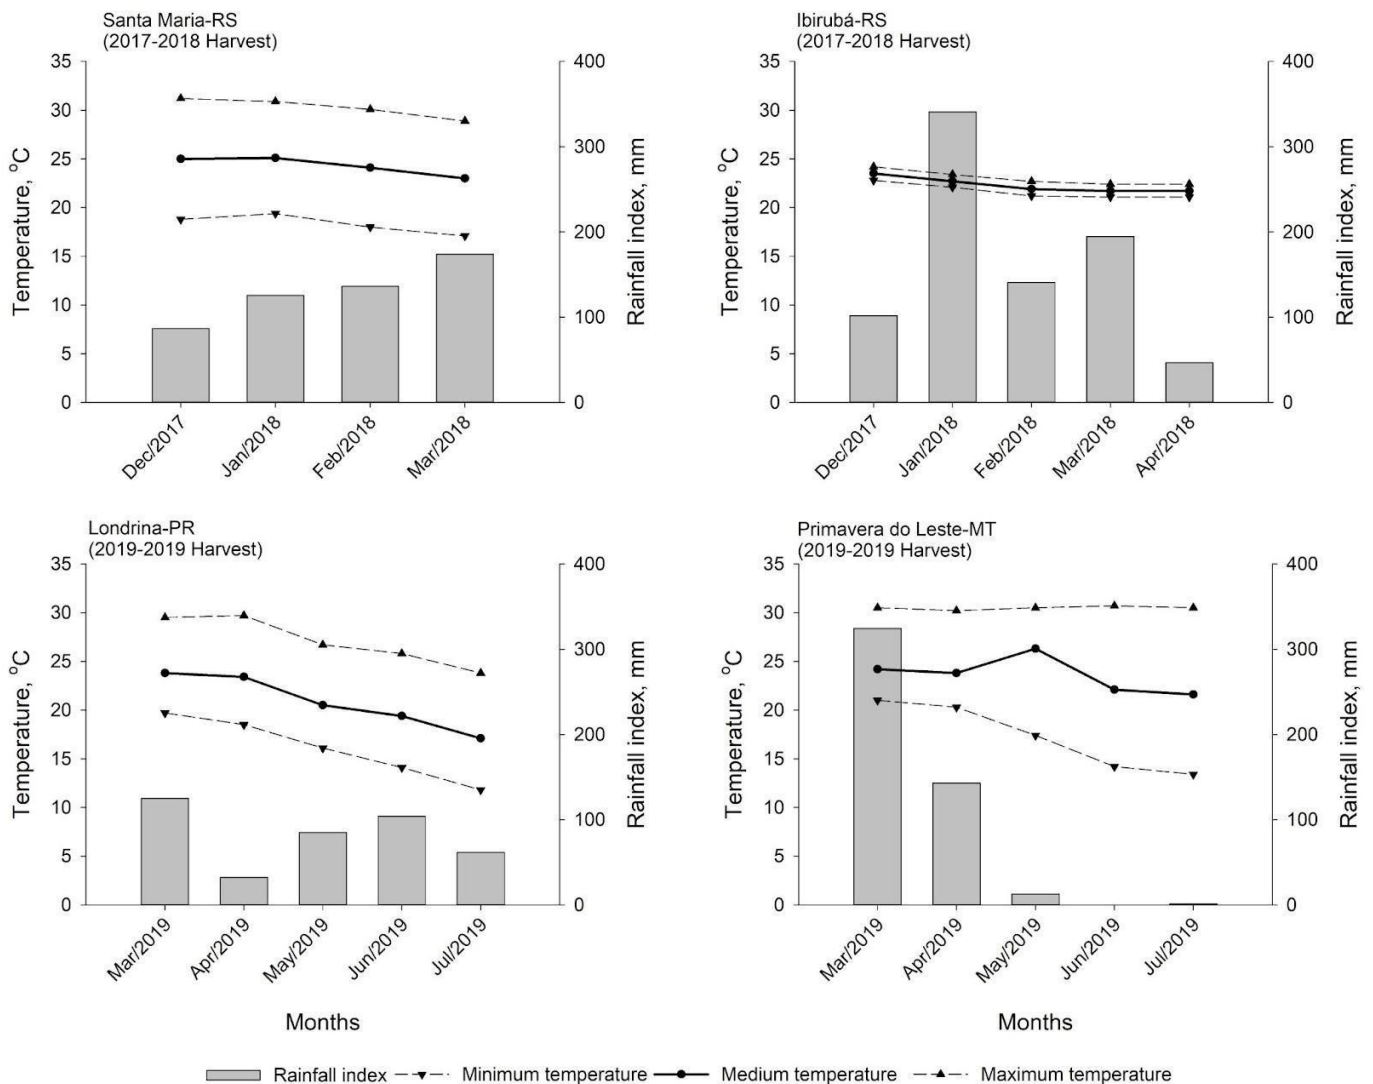 Santa Maria-RS
(2017-2018 Harvest)
35
30
25
20
15
10
5
0
Temperature, °C
400
300
200
100
0
Rainfall index, mm
Dec/2017
Jan/2018
Feb/2018
Mar/2018
Ibirubá-RS
(2017-2018 Harvest)
35
30
25
20
15
10
5
0
Temperature, °C
400
300
200
100
0
Rainfall index, mm
Dec/2017
Jan/2018
Feb/2018
Mar/2018
Apr/2018
Londrina-PR
(2019-2019 Harvest)
35
30
25
20
15
10
5
0
Temperature, °C
400
300
200
100
0
Rainfall index, mm
Mar/2019
Apr/2019
May/2019
Jun/2019
Jul/2019
Months
Primavera do Leste-MT
(2019-2019 Harvest)
35
30
25
20
15
10
5
0
Temperature, °C
400
300
200
100
0
Rainfall index, mm
Mar/2019
Apr/2019
May/2019
Jun/2019
Jul/2019
Months
Rainfall index
Minimum temperature
Medium temperature
Maximum temperature